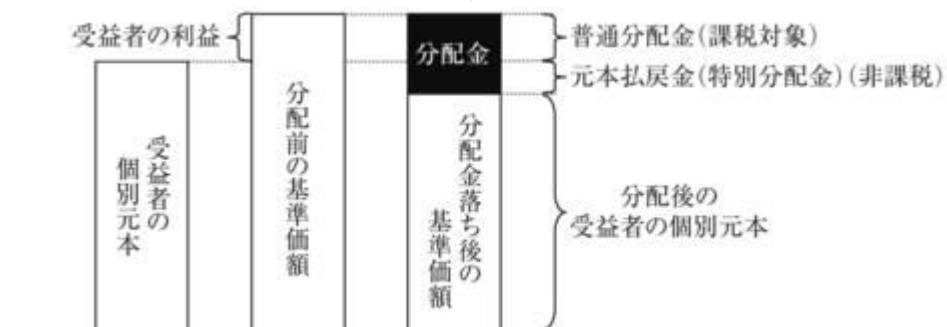 受益者の利益
分配金
普通分配金(課税対象)
元本払戻金(特別分配金)(非課税)
受益者の
個別元本
分配前の基準価額
分配金落ち後の
基準価額
分配後の
受益者の個別元本